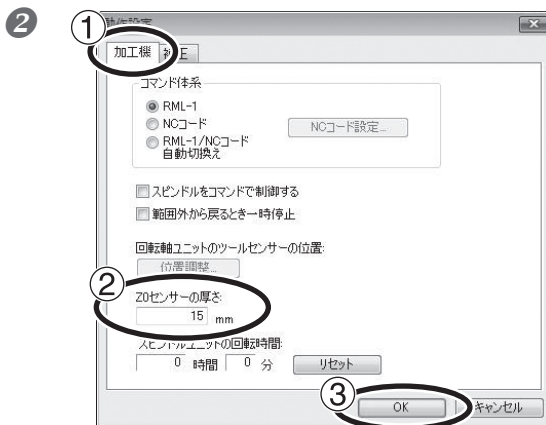 ❷
①
動作設定
加工機 補正
コマンド体系
RML-1
NCコード
NCコード設定...
RML-1/NCコード
自動切換え
スピンドルをコマンドで制御する
範囲外から戻るとき一時停止
回転軸ユニットのツールセンサーの位置:
位置調整...
②
Z0センサーの厚さ:
15 mm
スピンドルユニットの回転時間:
0 時間 0 分 リセット
③
OK キャンセル